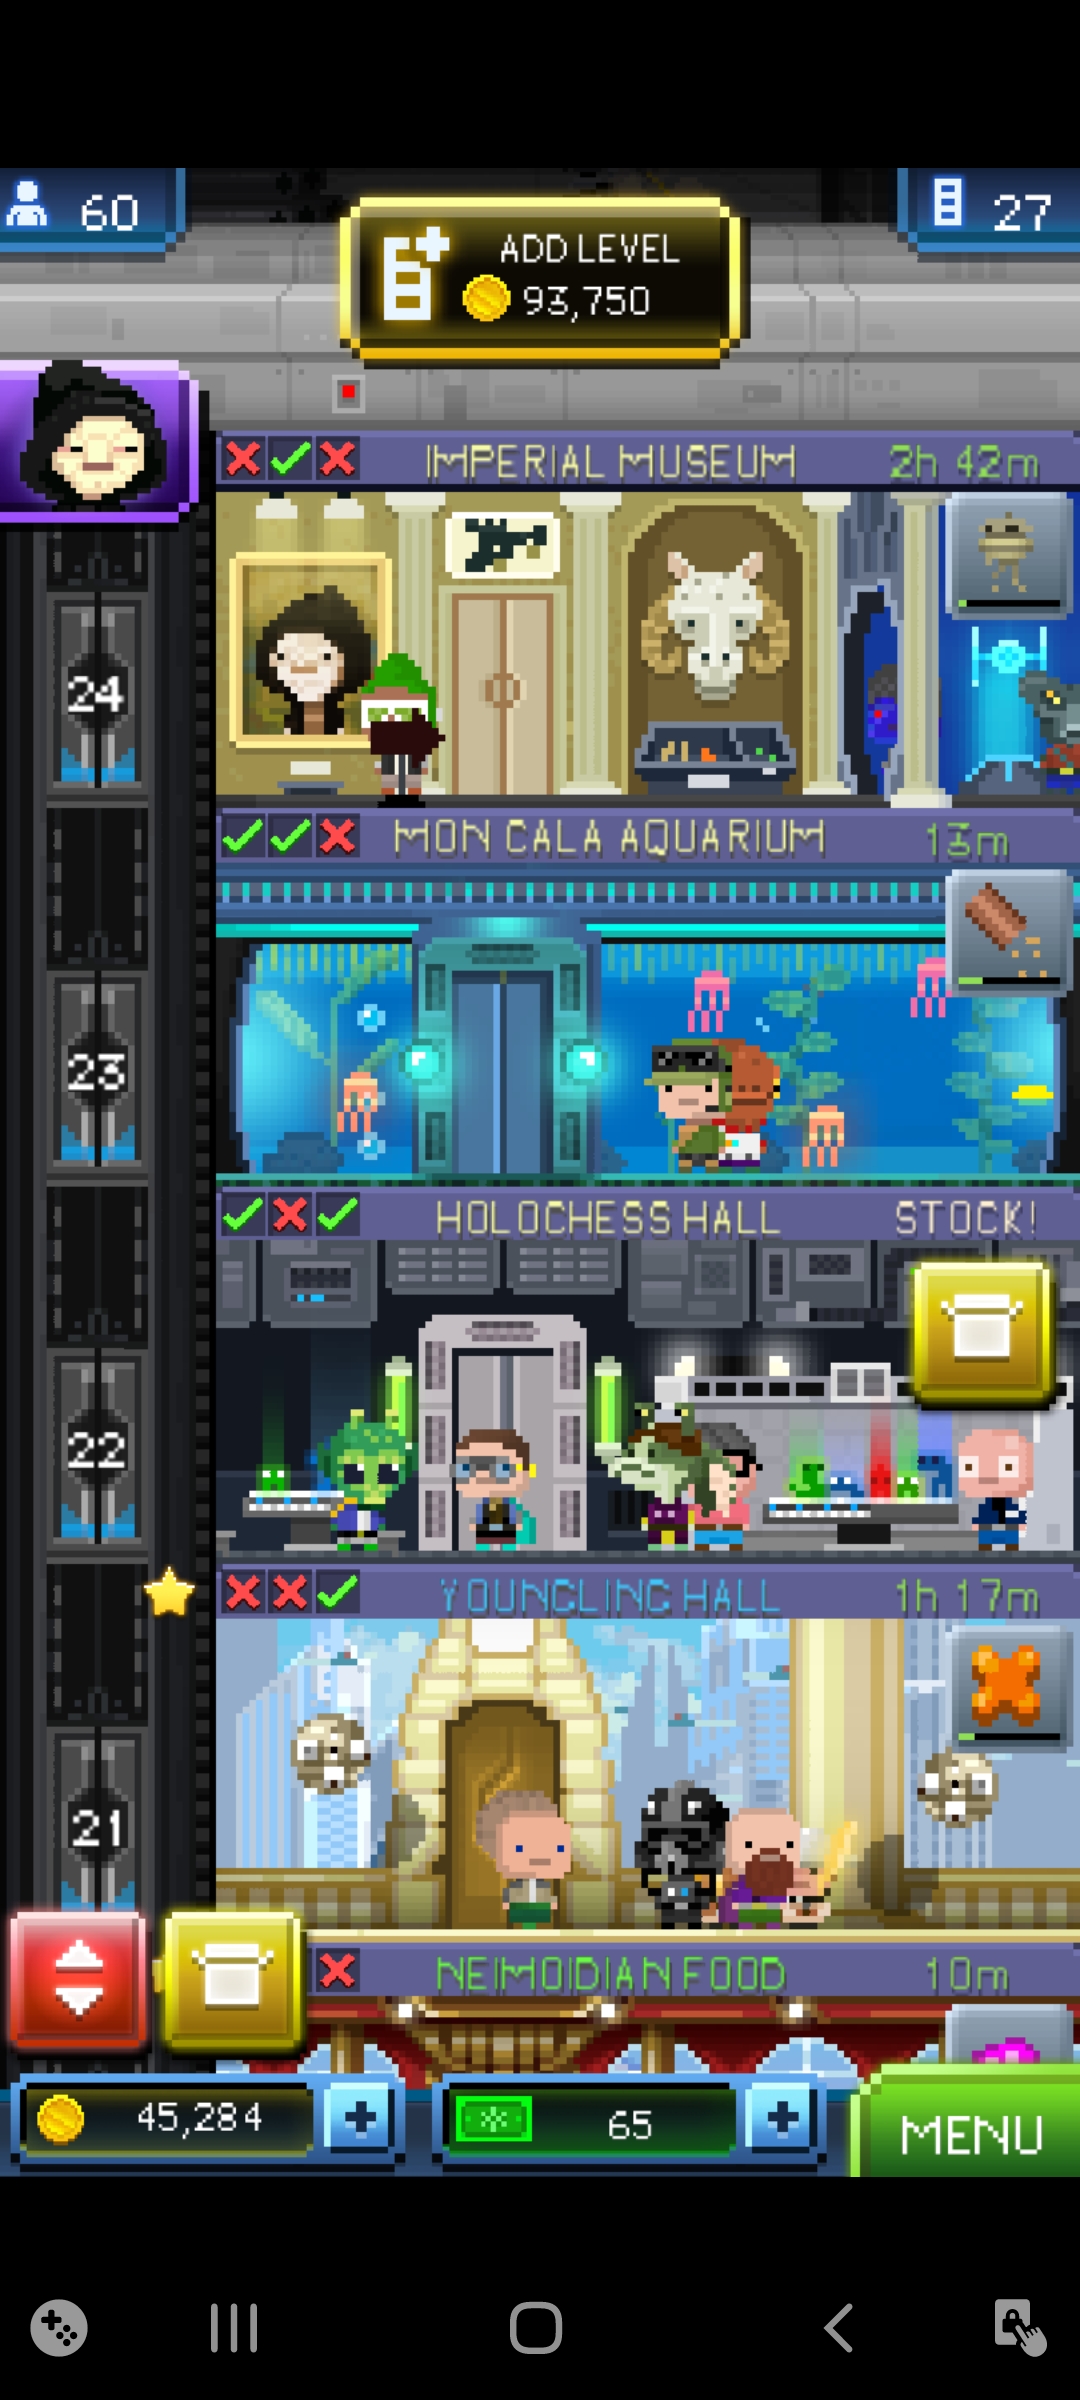 60
ADD LEVEL
93,750
27
IMPERIAL MUSEUM 2h 42m
24
MON CALA AQUARIUM 13m
23
HOLOCHESS HALL STOCK!
22
YOUNGLING HALL 1h 17m
21
NEIMOIDIAN FOOD 10m
45,284
65
MENU